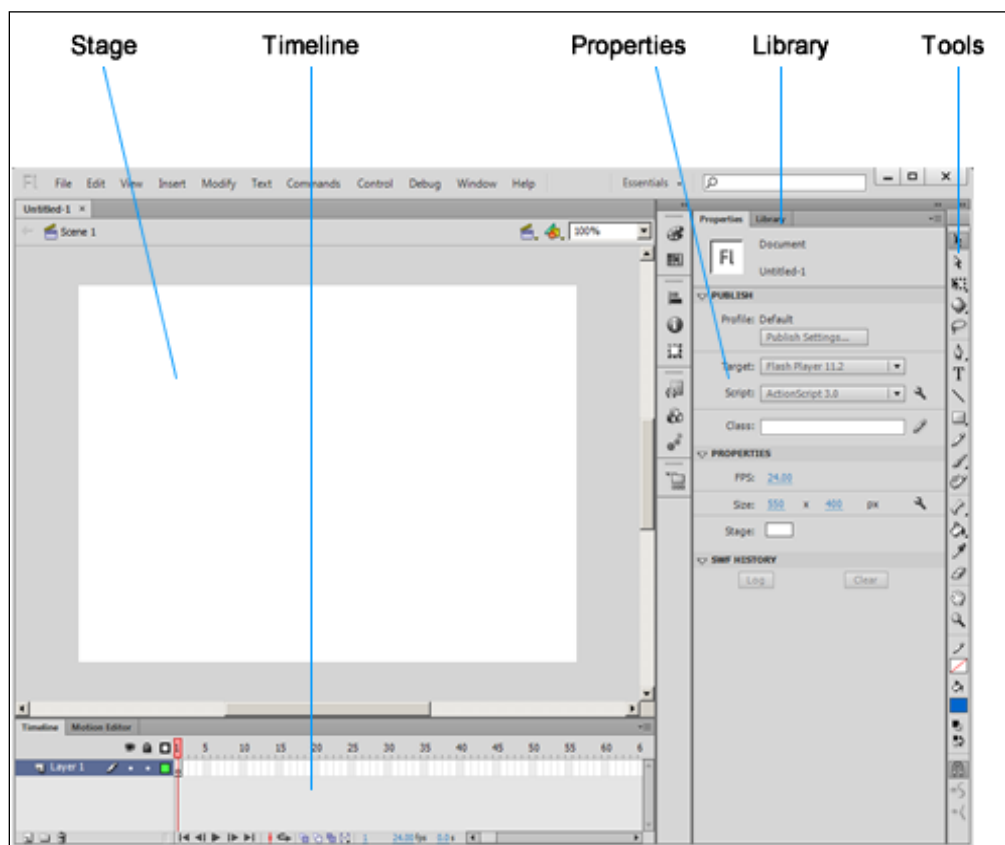 Stage Timeline Properties Library Tools
Fl File Edit View Insert Modify Text Commands Control Debug Window Help Essentials
Untitled-1 ×
Scene 1 100%
Properties Library
Fl Document
Untitled-1
PUBLISH
Profile: Default
Publish Settings...
Target: Flash Player 11.2
Script: ActionScript 3.0
Class:
PROPERTIES
FPS: 24.00
Size: 550 x 400 px
Stage:
SWF HISTORY
Log Clear
Timeline Motion Editor
1 5 10 15 20 25 30 35 40 45 50 55 60 6
Layer 1
1 24.00 fps 0.0 s